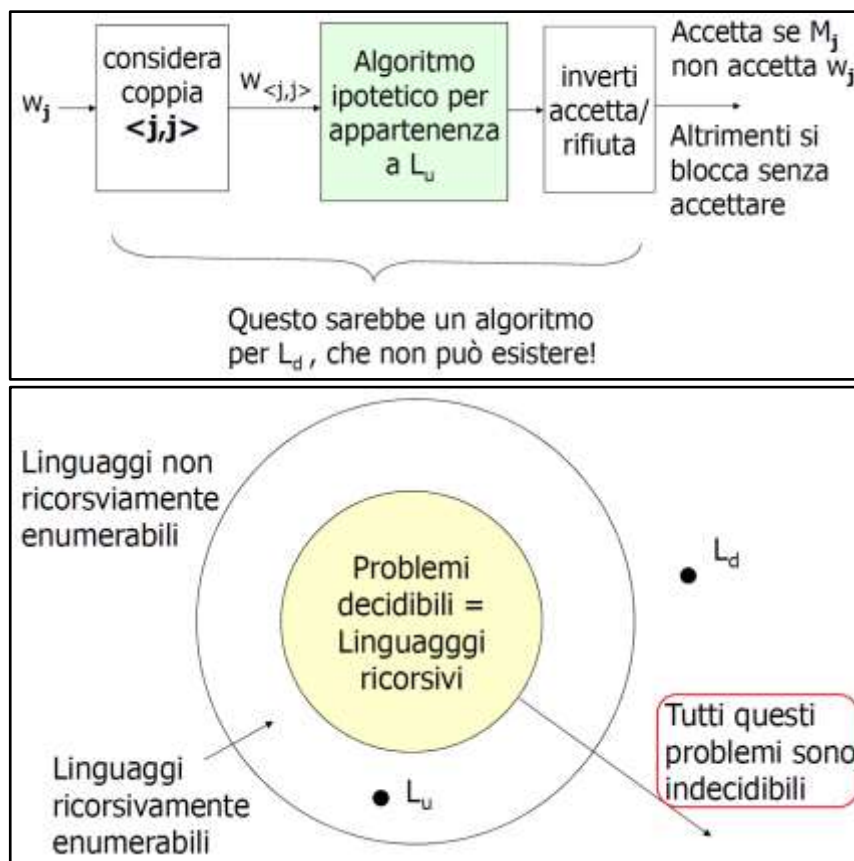 w_j
considera
coppia
<j,j>
w_<j,j>
Algoritmo
ipotetico per
appartenenza
a L_u
inverti
accetta/
rifiuta
Accetta se M_j
non accetta w_j
Altrimenti si
blocca senza
accettare
Questo sarebbe un algoritmo
per L_d , che non può esistere!
Linguaggi non
ricorsviamente
enumerabili
Problemi
decidibili =
Linguagggi
ricorsivi
L_d
Tutti questi
problemi sono
indecidibili
Linguaggi
ricorsivamente
enumerabili
L_u